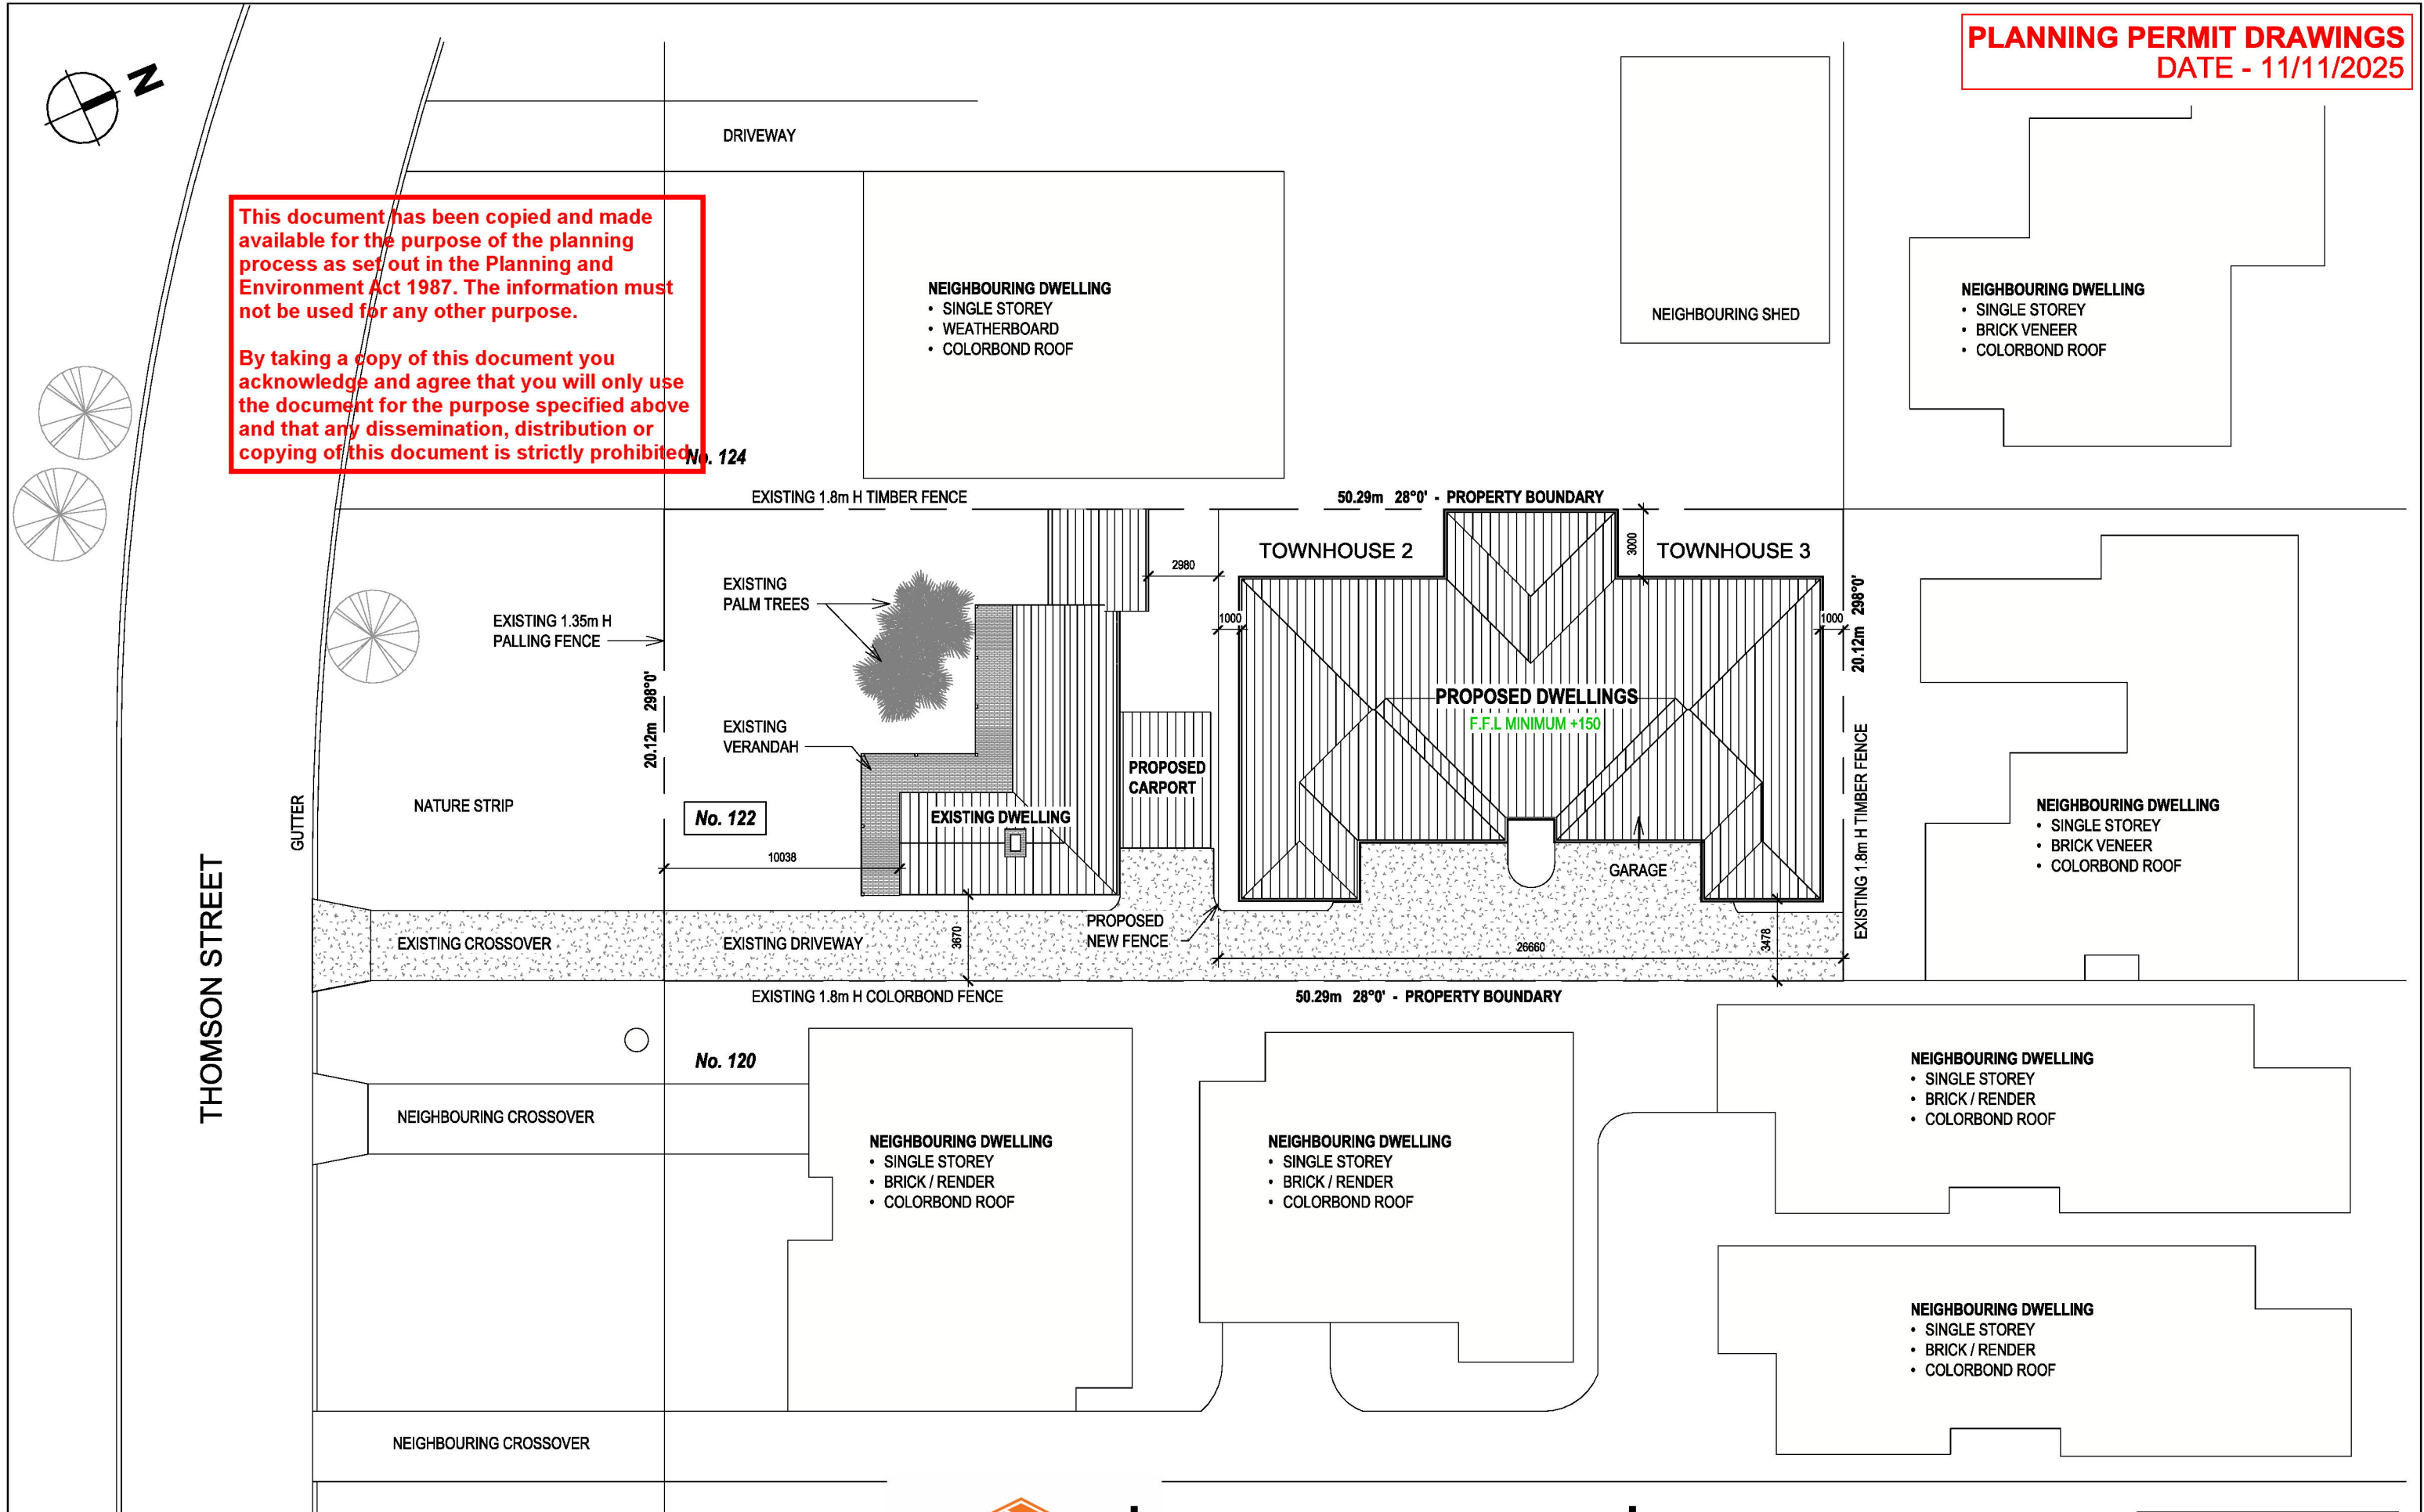 PLANNING PERMIT DRAWINGS
DATE - 11/11/2025
N
DRIVEWAY
This document has been copied and made
available for the purpose of the planning
process as set out in the Planning and
Environment Act 1987. The information must
not be used for any other purpose.
By taking a copy of this document you
acknowledge and agree that you will only use
the document for the purpose specified above
and that any dissemination, distribution or
copying of this document is strictly prohibited
No. 124
NEIGHBOURING DWELLING
• SINGLE STOREY
• WEATHERBOARD
• COLORBOND ROOF
NEIGHBOURING SHED
NEIGHBOURING DWELLING
• SINGLE STOREY
• BRICK VENEER
• COLORBOND ROOF
EXISTING 1.8m H TIMBER FENCE
50.29m 28°0' - PROPERTY BOUNDARY
TOWNHOUSE 2
3000
TOWNHOUSE 3
2980
EXISTING
PALM TREES
EXISTING 1.35m H
PALLING FENCE
1000
1000
20.12m 298°0'
20.12m 298°0'
PROPOSED DWELLINGS
F.F.L MINIMUM +150
EXISTING
VERANDAH
PROPOSED
CARPORT
NATURE STRIP
No. 122
EXISTING DWELLING
GUTTER
10038
GARAGE
EXISTING 1.8m H TIMBER FENCE
NEIGHBOURING DWELLING
• SINGLE STOREY
• BRICK VENEER
• COLORBOND ROOF
THOMSON STREET
EXISTING CROSSOVER
EXISTING DRIVEWAY
3670
PROPOSED
NEW FENCE
26660
3478
EXISTING 1.8m H COLORBOND FENCE
50.29m 28°0' - PROPERTY BOUNDARY
No. 120
NEIGHBOURING CROSSOVER
NEIGHBOURING DWELLING
• SINGLE STOREY
• BRICK / RENDER
• COLORBOND ROOF
NEIGHBOURING DWELLING
• SINGLE STOREY
• BRICK / RENDER
• COLORBOND ROOF
NEIGHBOURING DWELLING
• SINGLE STOREY
• BRICK / RENDER
• COLORBOND ROOF
NEIGHBOURING DWELLING
• SINGLE STOREY
• BRICK / RENDER
• COLORBOND ROOF
NEIGHBOURING CROSSOVER